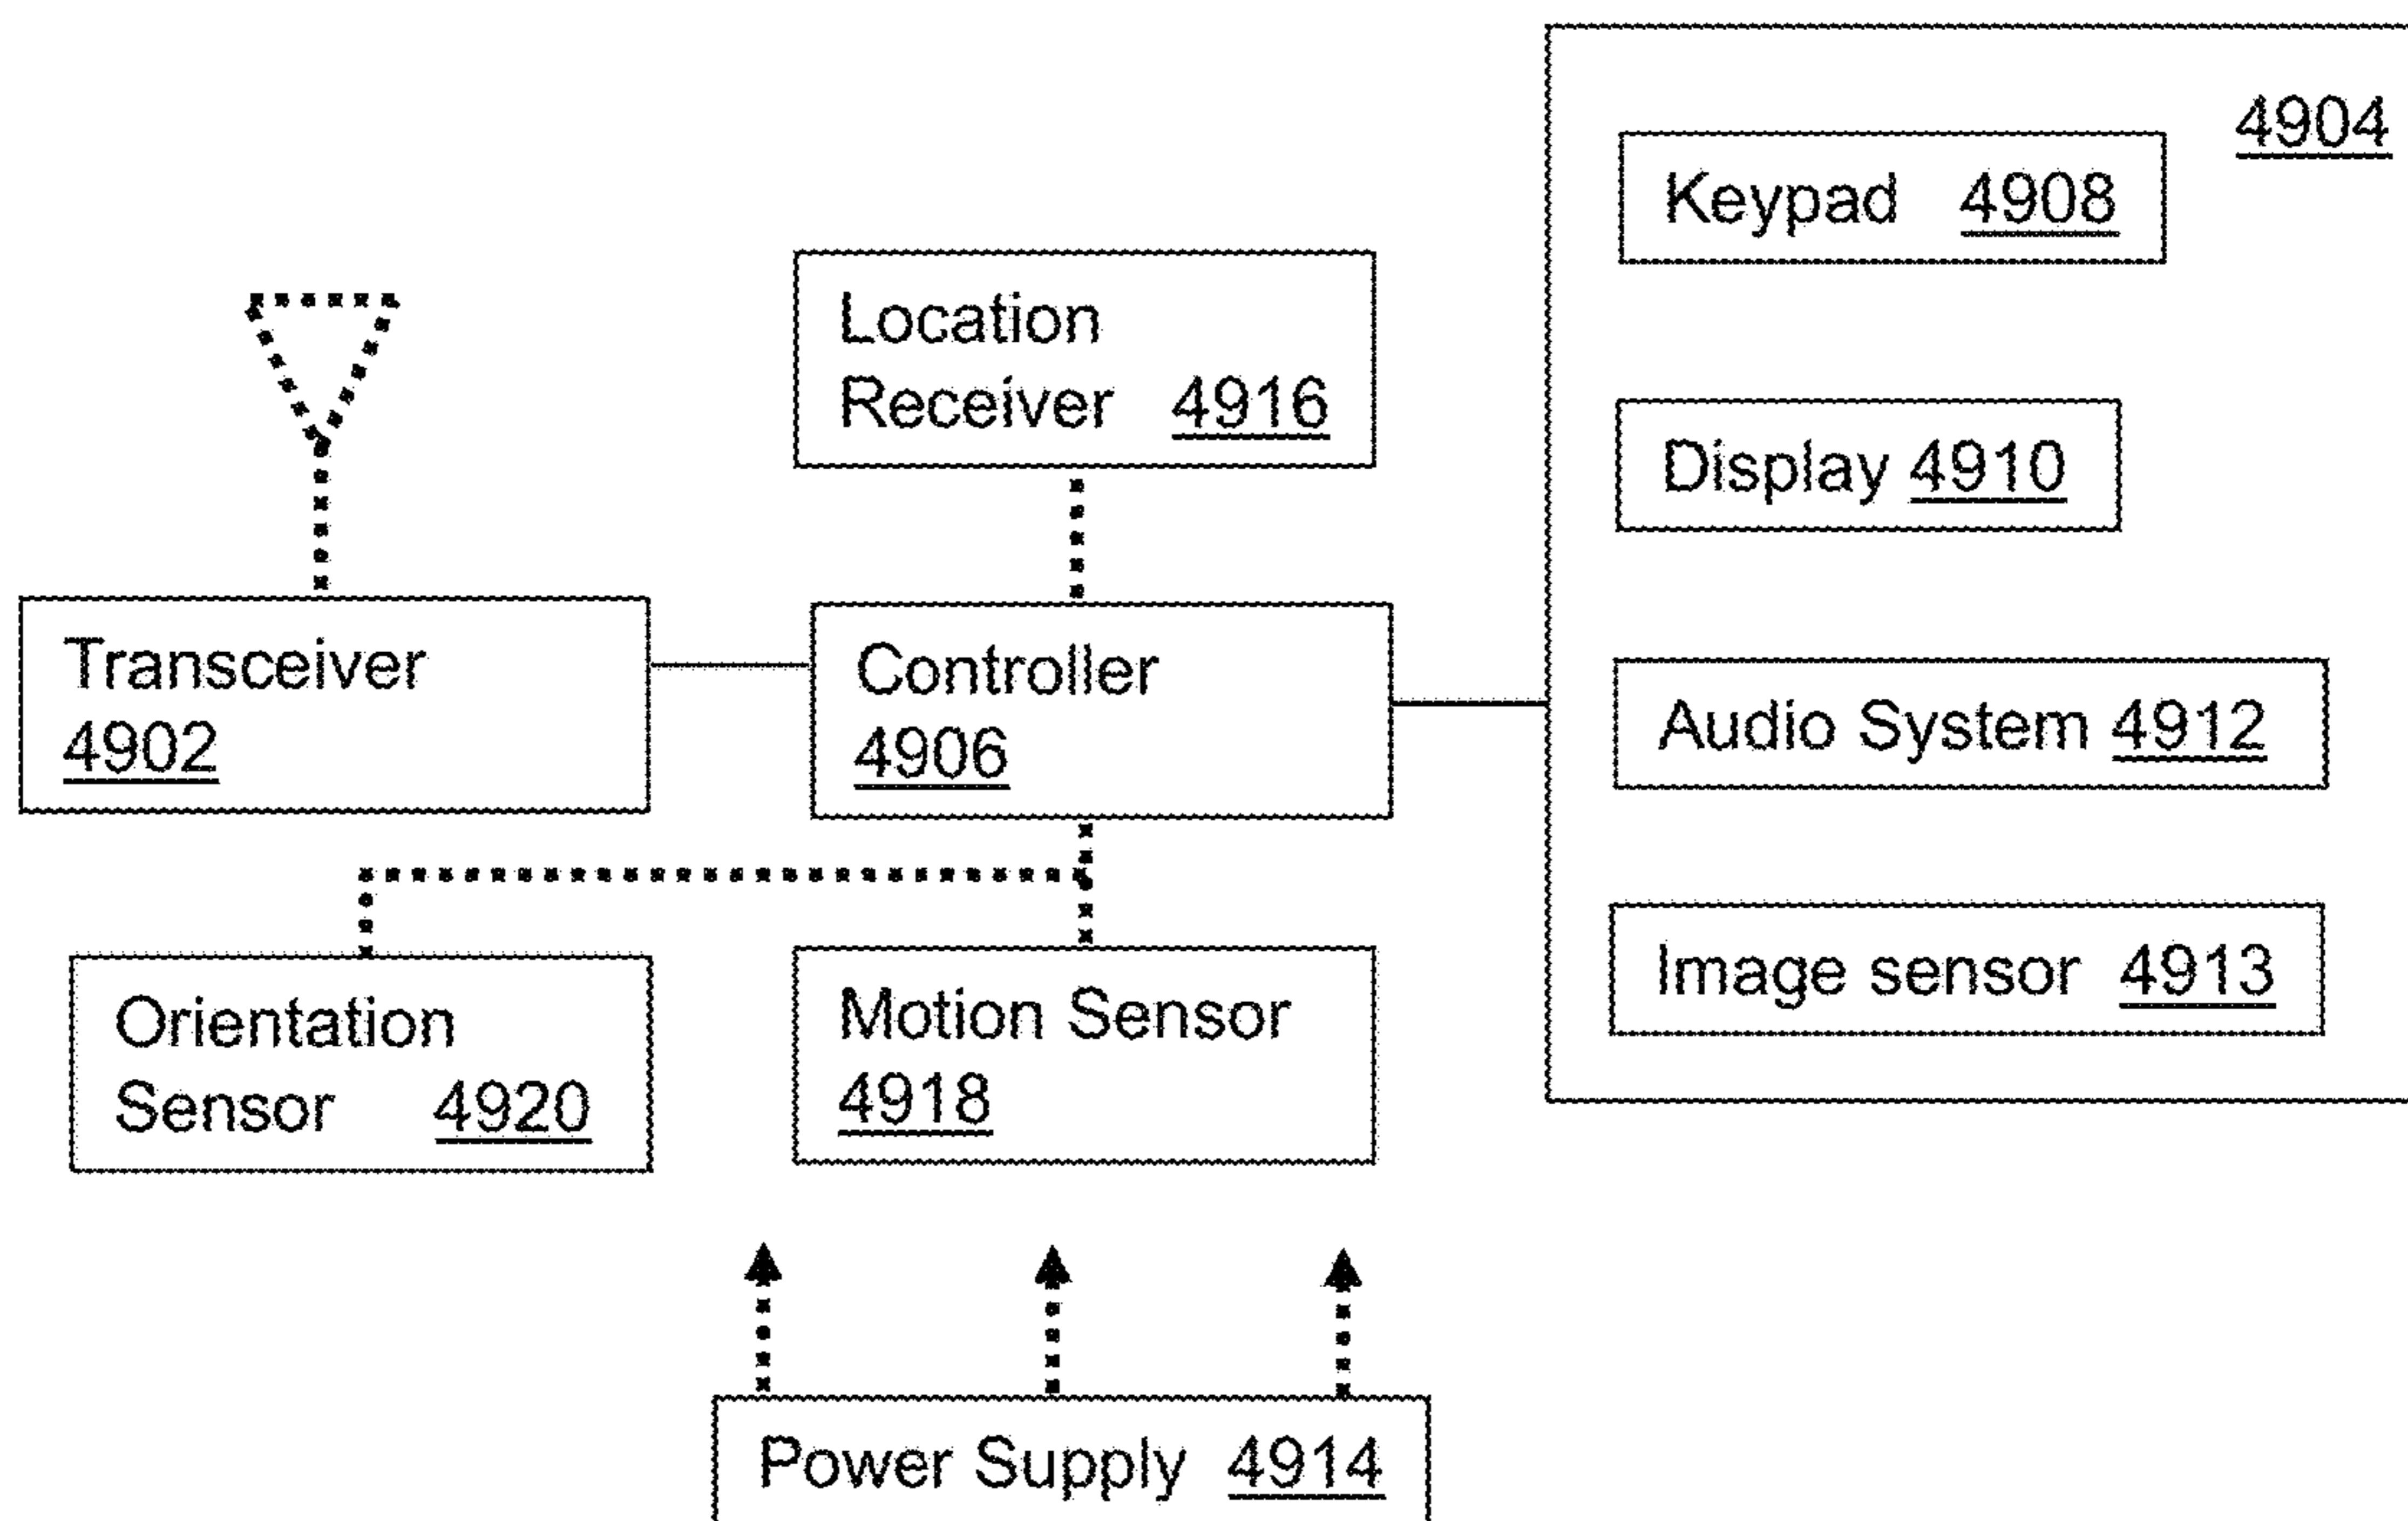 4904
Keypad 4908
Location
Receiver 4916
Display 4910
Transceiver
4902
Controller
4906
Audio System 4912
Image sensor 4913
Orientation
Sensor 4920
Motion Sensor
4918
Power Supply 4914